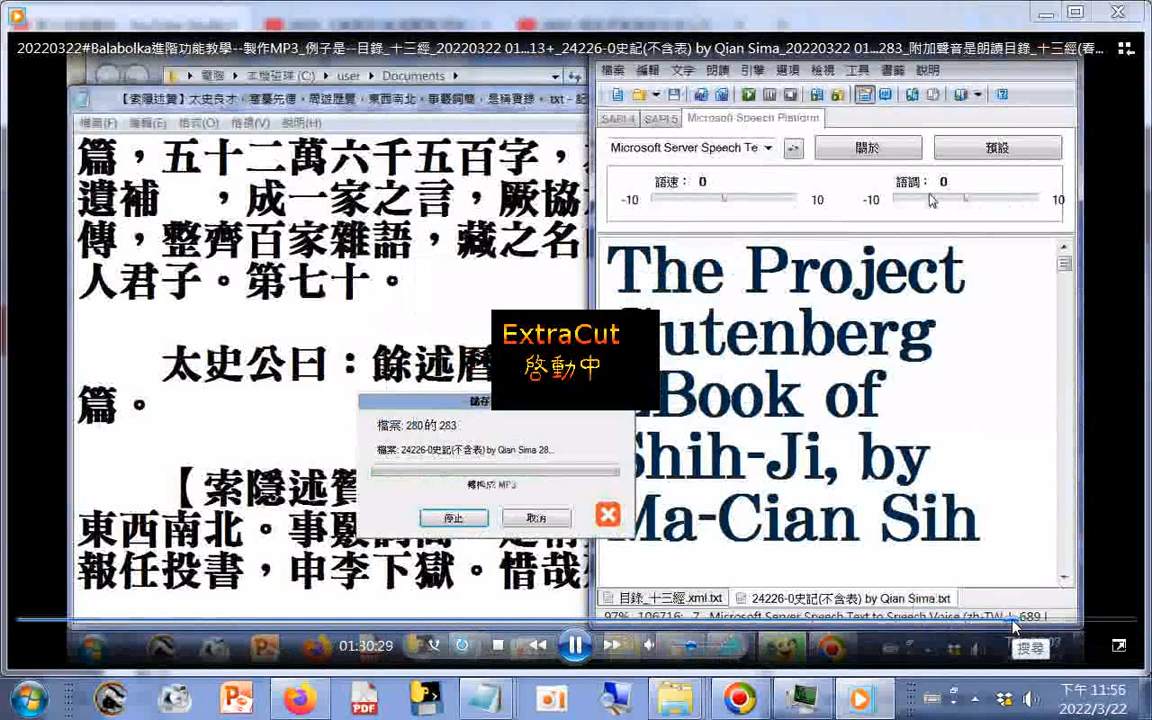 20220322#Balabolka進階功能教學--製作MP3_例子是--目錄_十三經_20220322 01...13+_24226-0史記(不含表) by Qian Sima_20220322 01...283_附加聲音是朗讀目錄_十三經(春...
電腦 本機磁碟 (C:) user Documents
【索隱述贊】太史良才，寔纂先德。周遊歷覽，東西南北。事覈詞簡，是稱實錄。.txt - 記
檔案(F) 編輯(E) 格式(O) 檢視(V) 說明(H)
篇，五十二萬六千五百字，
遺補　，成一家之言，厥協
傳，整齊百家雜語，藏之名
人君子。第七十。
太史公曰：餘述曆
篇。
【索隱述贊
東西南北。事覈
報任投書，申李下獄。惜哉
檔案 編輯 文字 朗讀 引擎 選項 檢視 工具 書籤 說明
SAPI 4 SAPI 5 Microsoft Speech Platform
Microsoft Server Speech Te
關於 預設
語速： 0 語調： 0
-10 10 -10 10
The Project
utenberg
Book of
Shih-Ji, by
Ma-Cian Sih
目錄_十三經.xml.txt 24226-0史記(不含表) by Qian Sima.txt
97% 106716: 7 Microsoft Server Speech Text to Speech Voice (zh-TW 689
ExtraCut
啓動中
儲存
檔案: 280 的 283
檔案: 24226-0史記(不含表) by Qian Sima 28...
轉換成 MP3
停止 取消
01:30:29
搜尋
PDF
下午 11:56
2022/3/22